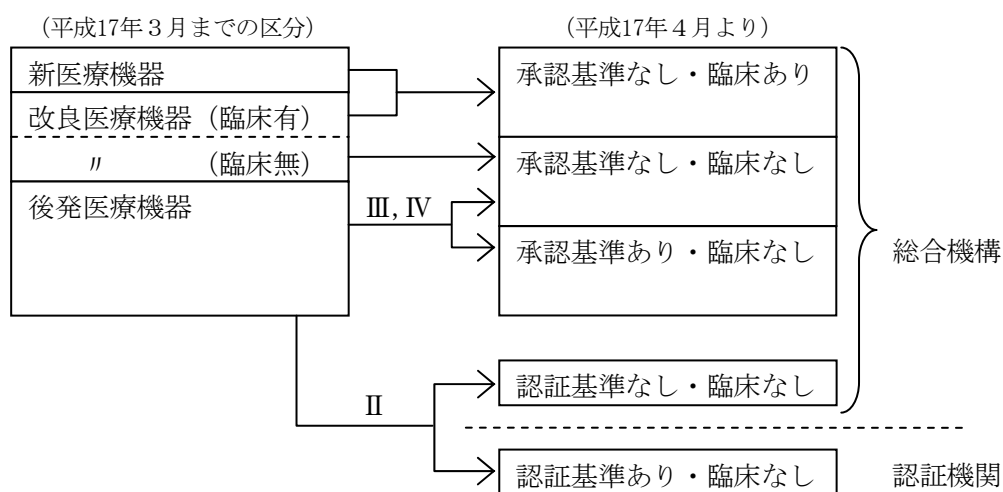 (平成17年3月までの区分)
(平成17年4月より)
新医療機器
改良医療機器(臨床有)
〃 (臨床無)
後発医療機器
Ⅲ,Ⅳ
Ⅱ
承認基準なし・臨床あり
承認基準なし・臨床なし
承認基準あり・臨床なし
総合機構
認証基準なし・臨床なし
認証基準あり・臨床なし
認証機関